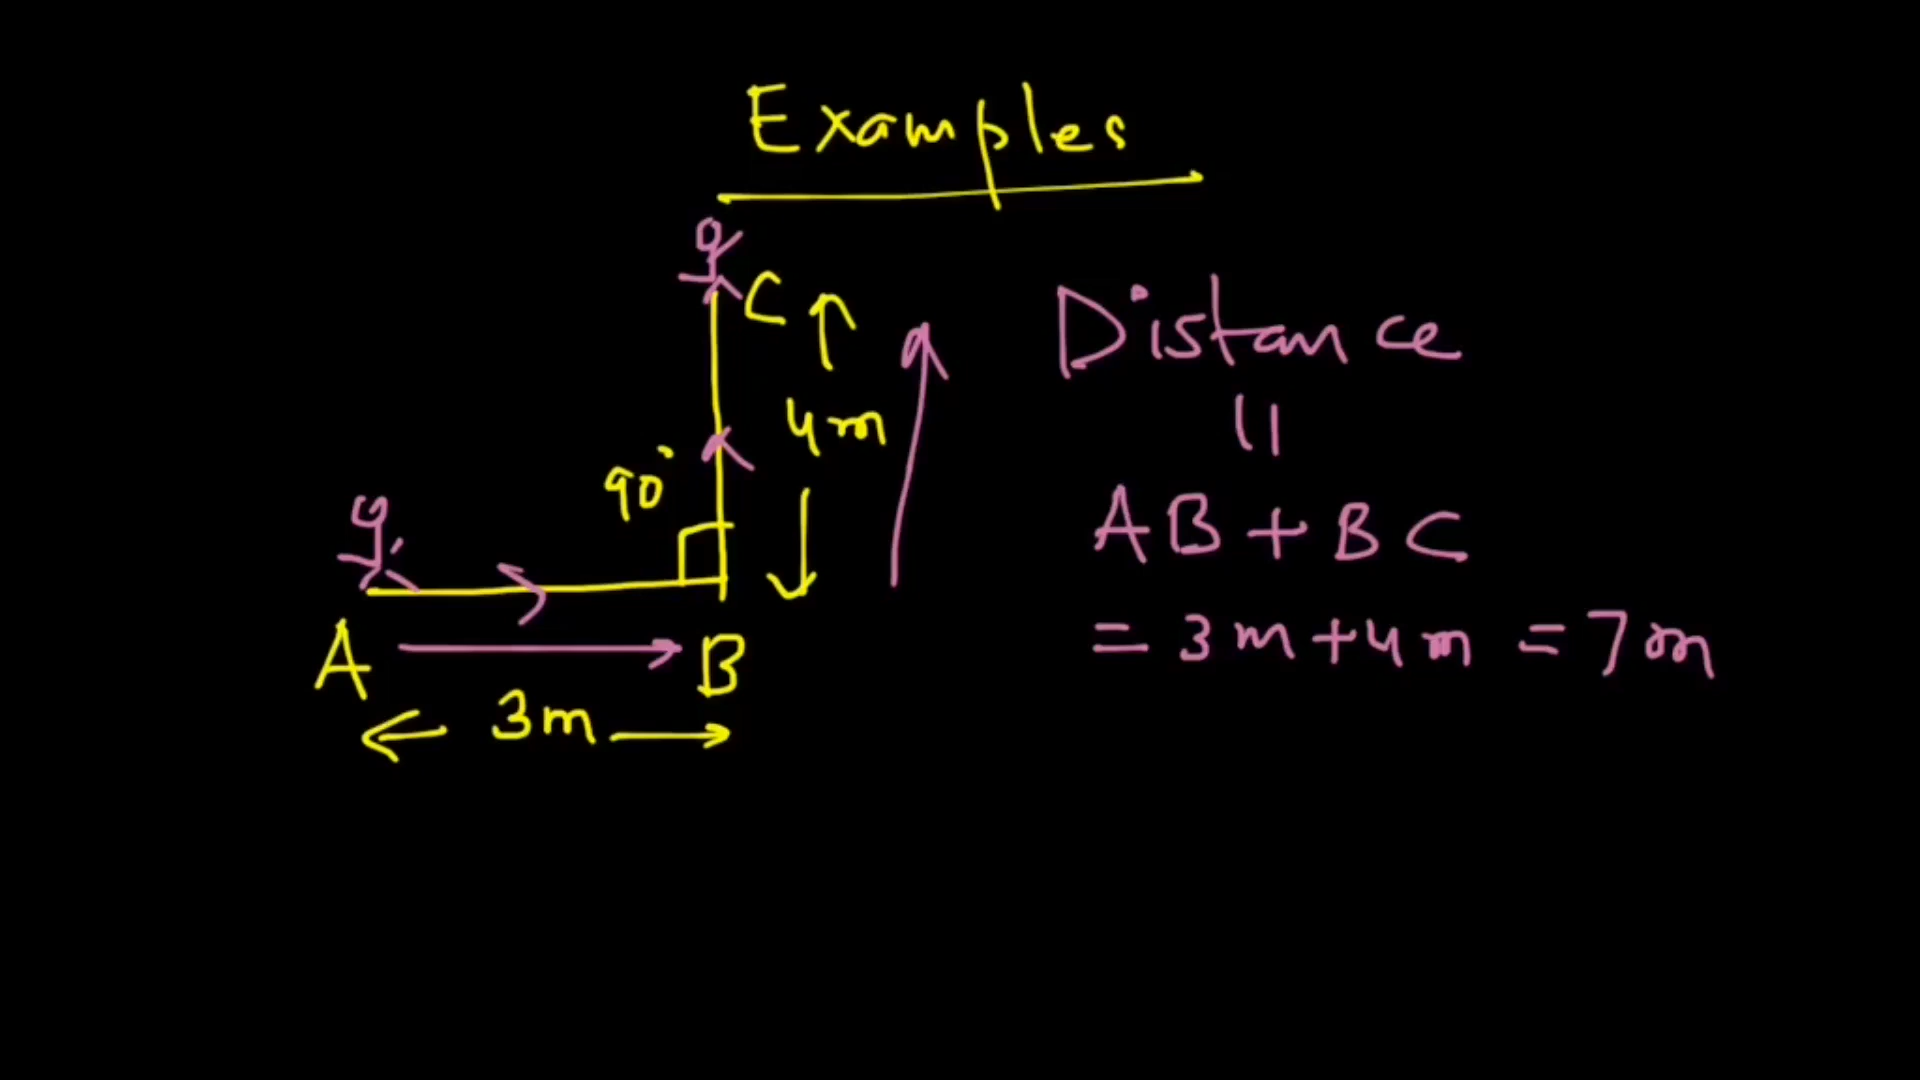 Examples
C
4m
90°
A
B
3m
Distance
=
AB + BC
= 3m + 4m = 7m